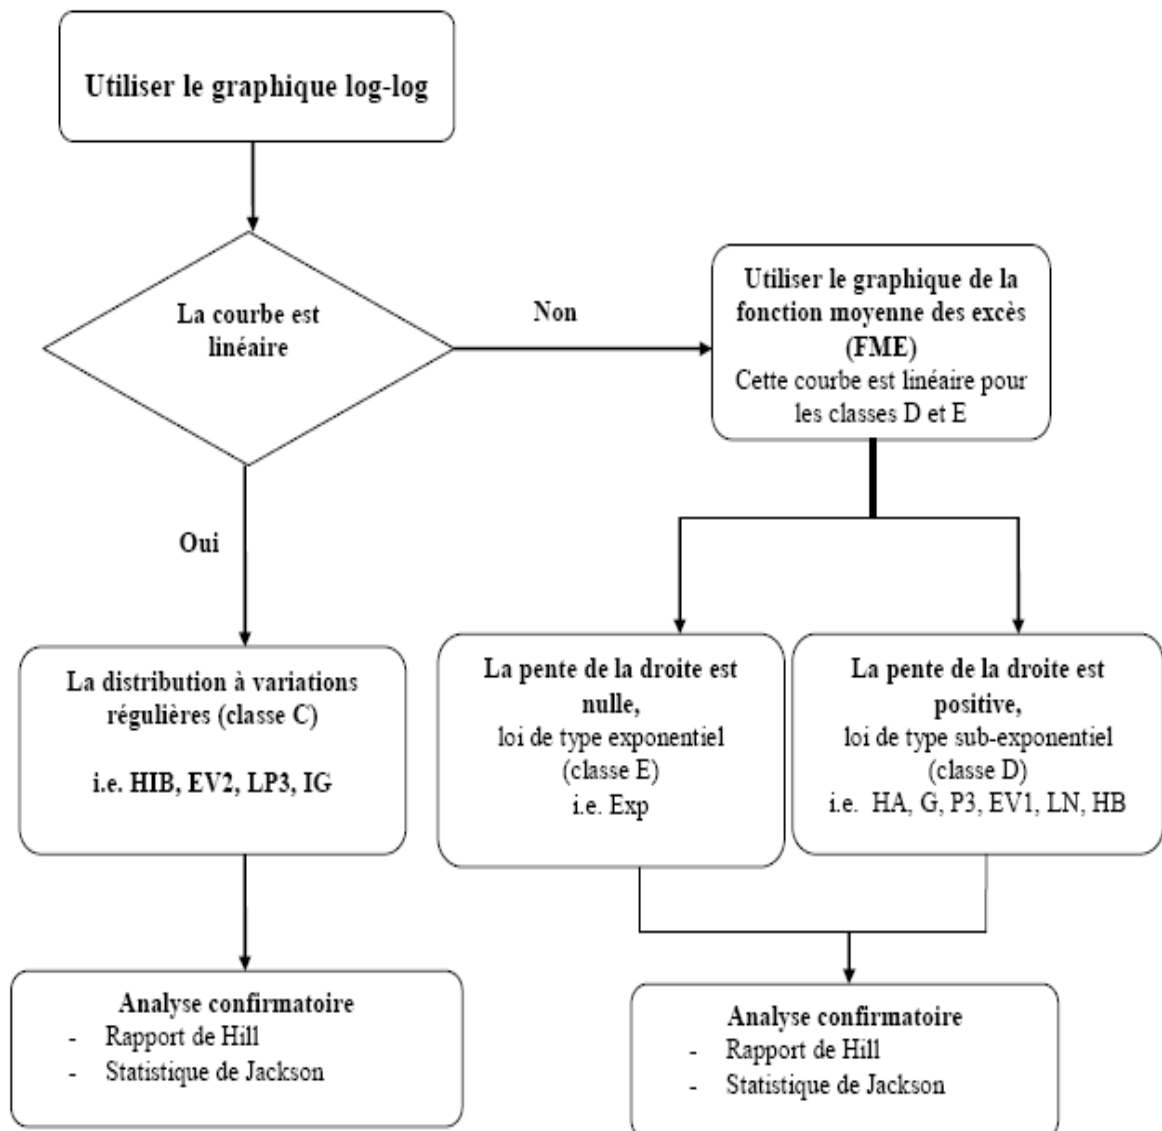 Utiliser le graphique log-log
La courbe est
linéaire
Non
Utiliser le graphique de la
fonction moyenne des excès
(FME)
Cette courbe est linéaire pour
les classes D et E
Oui
La distribution à variations
régulières (classe C)
i.e. HIB, EV2, LP3, IG
La pente de la droite est
nulle,
loi de type exponentiel
(classe E)
i.e. Exp
La pente de la droite est
positive,
loi de type sub-exponentiel
(classe D)
i.e. HA, G, P3, EV1, LN, HB
Analyse confirmatoire
- Rapport de Hill
- Statistique de Jackson
Analyse confirmatoire
- Rapport de Hill
- Statistique de Jackson